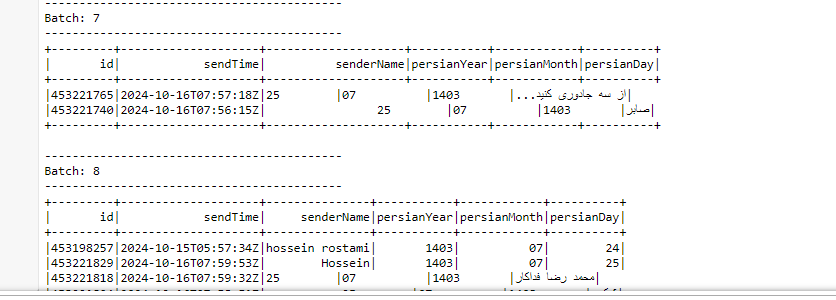 -------------------------------------------
Batch: 7
-------------------------------------------
+---------+--------------------+--------------------+-----------+------------+----------+
|       id|            sendTime|          senderName|persianYear|persianMonth|persianDay|
+---------+--------------------+--------------------+-----------+------------+----------+
|453221765|2024-10-16T07:57:18Z|از سه جادوری کنید...|       1403|          07|        25|
|453221740|2024-10-16T07:56:15Z|                صابر|       1403|          07|        25|
+---------+--------------------+--------------------+-----------+------------+----------+
-------------------------------------------
Batch: 8
-------------------------------------------
+---------+--------------------+---------------+-----------+------------+----------+
|       id|            sendTime|     senderName|persianYear|persianMonth|persianDay|
+---------+--------------------+---------------+-----------+------------+----------+
|453198257|2024-10-15T05:57:34Z|hossein rostami|       1403|          07|        24|
|453221829|2024-10-16T07:59:53Z|        Hossein|       1403|          07|        25|
|453221818|2024-10-16T07:59:32Z|محمد رضا فداکار|       1403|          07|        25|